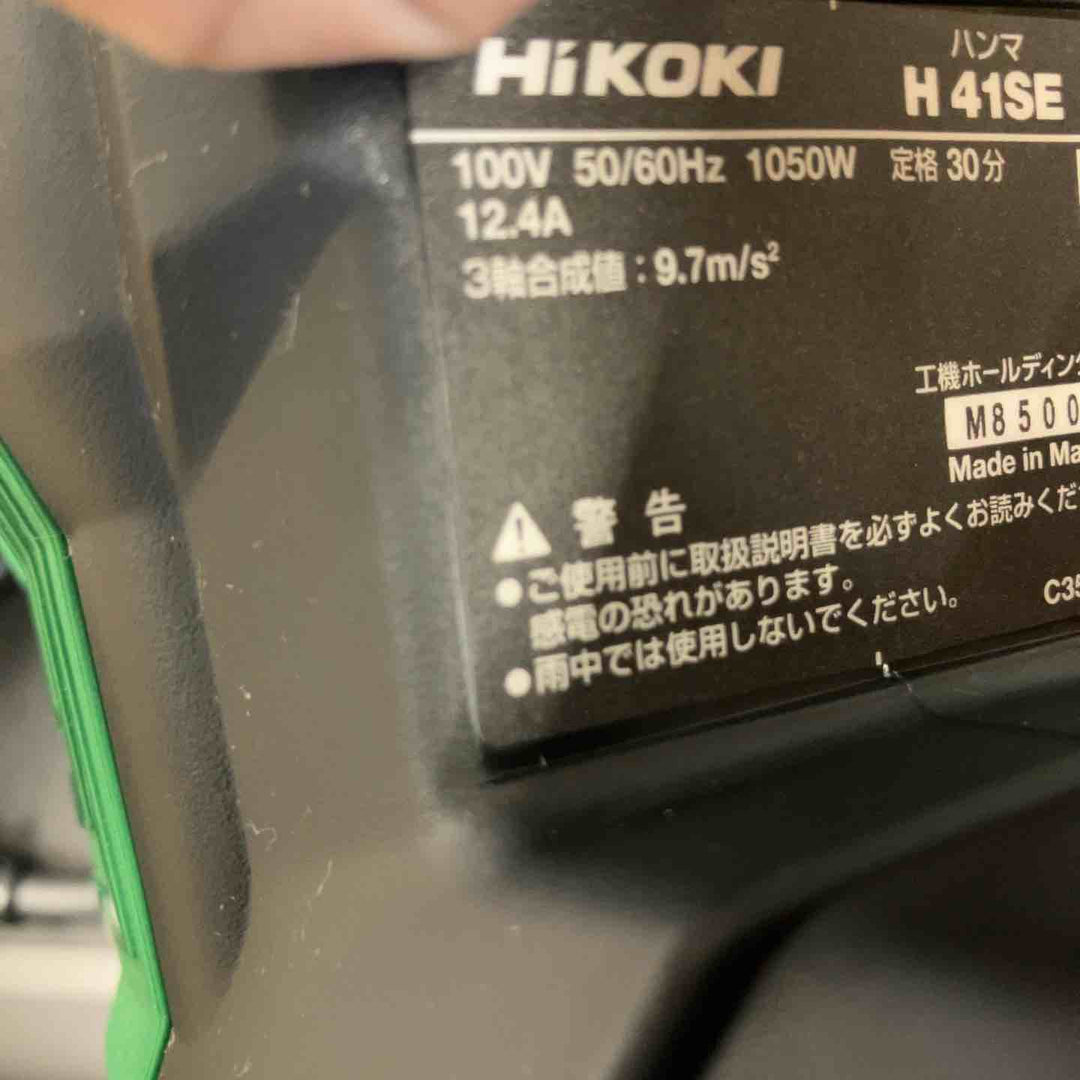 HiKOKI
ハンマ
H 41SE
100V 50/60Hz 1050W 定格 30分
12.4A
3軸合成値：9.7m/s²
工機ホールディン
M8500
Made in Ma
警告
●ご使用前に取扱説明書を必ずよくお読みくだ
感電の恐れがあります。
●雨中では使用しないでください。
C35